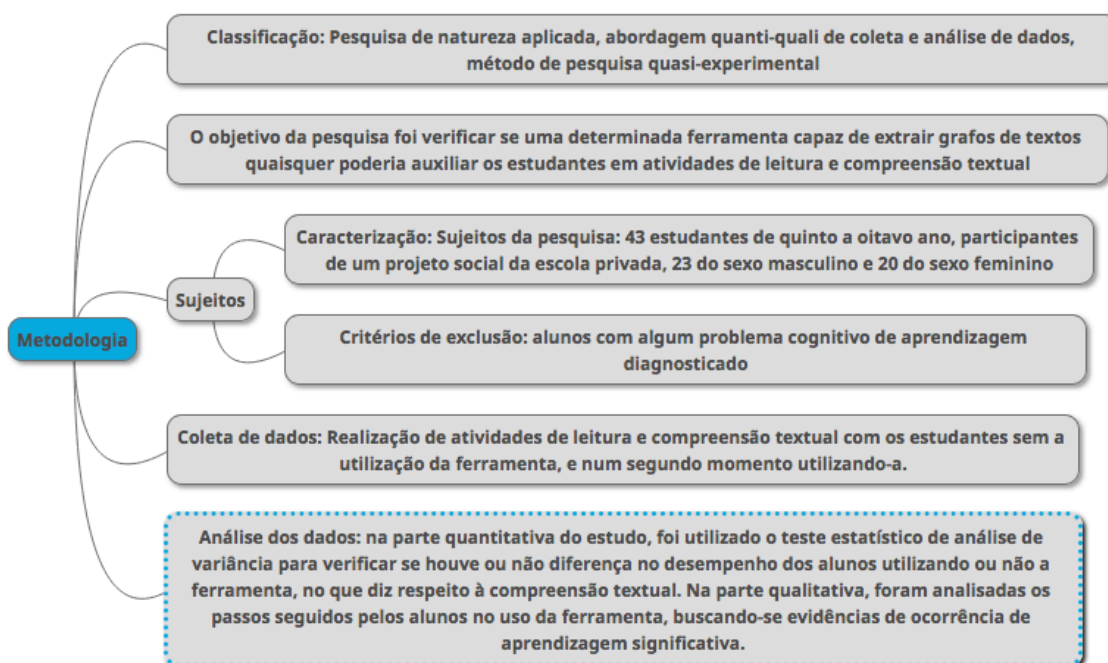 Classificação: Pesquisa de natureza aplicada, abordagem quanti-quali de coleta e análise de dados,
método de pesquisa quasi-experimental
O objetivo da pesquisa foi verificar se uma determinada ferramenta capaz de extrair grafos de textos
quaisquer poderia auxiliar os estudantes em atividades de leitura e compreensão textual
Caracterização: Sujeitos da pesquisa: 43 estudantes de quinto a oitavo ano, participantes
de um projeto social da escola privada, 23 do sexo masculino e 20 do sexo feminino
Sujeitos
Metodologia
Critérios de exclusão: alunos com algum problema cognitivo de aprendizagem
diagnosticado
Coleta de dados: Realização de atividades de leitura e compreensão textual com os estudantes sem a
utilização da ferramenta, e num segundo momento utilizando-a.
Análise dos dados: na parte quantitativa do estudo, foi utilizado o teste estatístico de análise de
variância para verificar se houve ou não diferença no desempenho dos alunos utilizando ou não a
ferramenta, no que diz respeito à compreensão textual. Na parte qualitativa, foram analisadas os
passos seguidos pelos alunos no uso da ferramenta, buscando-se evidências de ocorrência de
aprendizagem significativa.